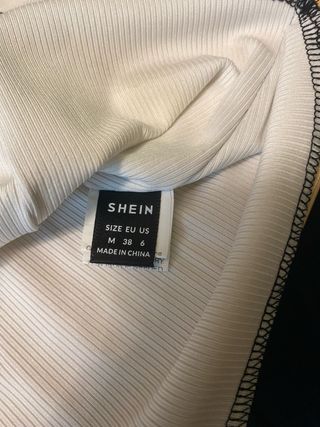 SHEIN
SIZE EU US
M 38 6
MADE IN CHINA